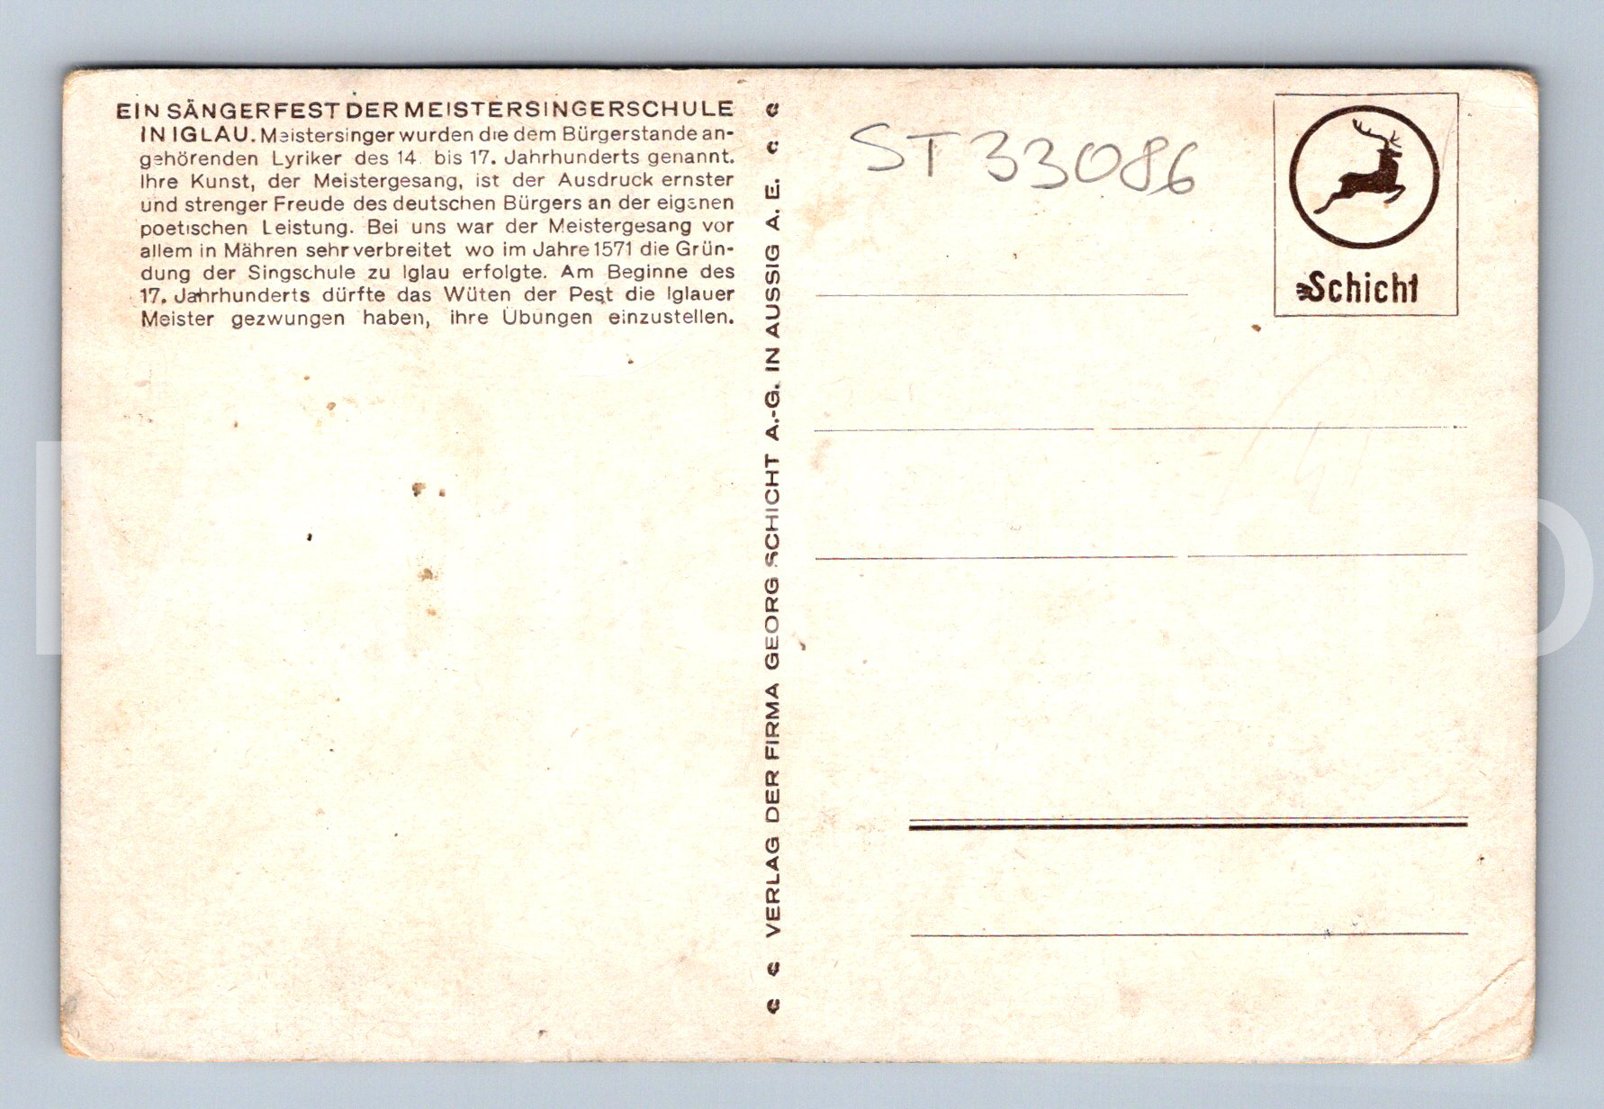 EIN SÄNGERFEST DER MEISTERSINGERSCHULE
IN IGLAU. Meistersinger wurden die dem Bürgerstande an-
gehörenden Lyriker des 14. bis 17. Jahrhunderts genannt.
Ihre Kunst, der Meistergesang, ist der Ausdruck ernster
und strenger Freude des deutschen Bürgers an der eigenen
poetischen Leistung. Bei uns war der Meistergesang vor
allem in Mähren sehr verbreitet wo im Jahre 1571 die Grün-
dung der Singschule zu Iglau erfolgte. Am Beginne des
17. Jahrhunderts dürfte das Wüten der Pest die Iglauer
Meister gezwungen haben, ihre Übungen einzustellen.
VERLAG DER FIRMA GEORG SCHICHT A.-G. IN AUSSIG A. E.
ST 33086
Schicht